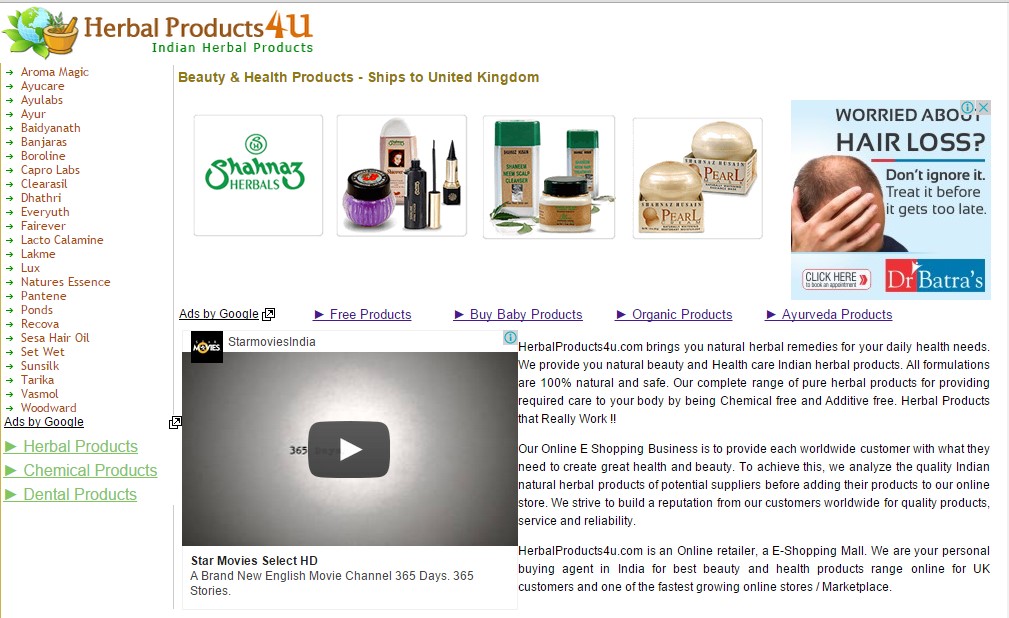 Herbal Products4u
Indian Herbal Products
Aroma Magic
Ayucare
Ayulabs
Ayur
Baidyanath
Banjaras
Boroline
Capro Labs
Clearasil
Dhathri
Everyuth
Fairever
Lacto Calamine
Lakme
Lux
Natures Essence
Pantene
Ponds
Recova
Sesa Hair Oil
Set Wet
Sunsilk
Tarika
Vasmol
Woodward
Ads by Google
► Herbal Products
► Chemical Products
► Dental Products
Beauty & Health Products - Ships to United Kingdom
Shahnaz
HERBALS
SHAHNAZ HUSAIN
SHANEEM
NEEM SCALP
CLEANSER
SHAHNAZ HUSAIN
PEARL
SHAHNAZ HUSAIN
PEARL
WORRIED ABOUT
HAIR LOSS?
Don't ignore it.
Treat it before
it gets too late.
CLICK HERE
to book an appointment
Dr Batra's
Ads by Google
► Free Products
► Buy Baby Products
► Organic Products
► Ayurveda Products
MOVIES
StarmoviesIndia
365 Days
Star Movies Select HD
A Brand New English Movie Channel 365 Days. 365
Stories.
HerbalProducts4u.com brings you natural herbal remedies for your daily health needs.
We provide you natural beauty and Health care Indian herbal products. All formulations
are 100% natural and safe. Our complete range of pure herbal products for providing
required care to your body by being Chemical free and Additive free. Herbal Products
that Really Work !!
Our Online E Shopping Business is to provide each worldwide customer with what they
need to create great health and beauty. To achieve this, we analyze the quality Indian
natural herbal products of potential suppliers before adding their products to our online
store. We strive to build a reputation from our customers worldwide for quality products,
service and reliability.
HerbalProducts4u.com is an Online retailer, a E-Shopping Mall. We are your personal
buying agent in India for best beauty and health products range online for UK
customers and one of the fastest growing online stores / Marketplace.